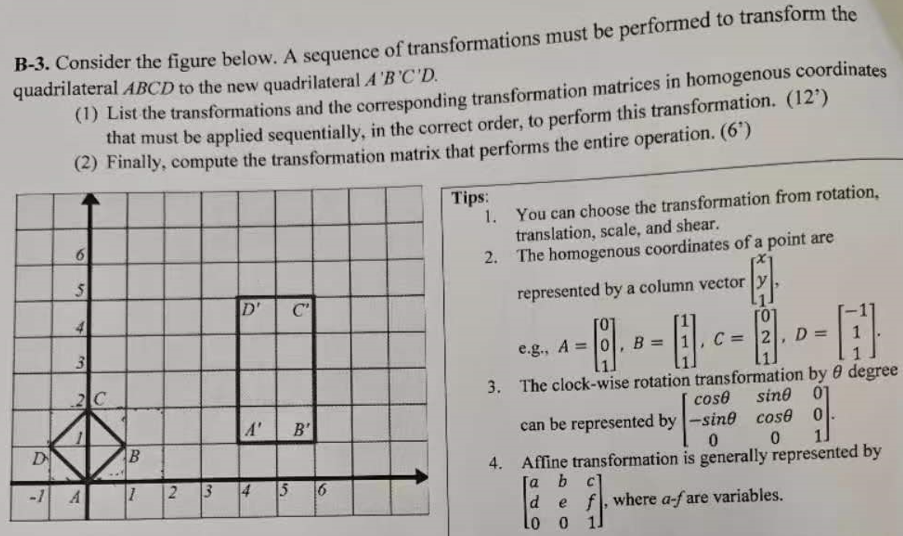 B-3. Consider the figure below. A sequence of transformations must be performed to transform the
quadrilateral ABCD to the new quadrilateral A'B'C'D.
(1) List the transformations and the corresponding transformation matrices in homogenous coordinates
that must be applied sequentially, in the correct order, to perform this transformation. (12')
(2) Finally, compute the transformation matrix that performs the entire operation. (6')
6
5
4
3
2 C
1
D B
-1 A 1 2 3 4 5 6
D' C'
A' B'
Tips:
1. You can choose the transformation from rotation,
translation, scale, and shear.
2. The homogenous coordinates of a point are
represented by a column vector [x y 1],
e.g., A = [0 0 1], B = [1 1 1], C = [0 2 1], D = [-1 1 1].
3. The clock-wise rotation transformation by θ degree
can be represented by [cosθ sinθ 0 -sinθ cosθ 0 0 0 1].
4. Affine transformation is generally represented by
[a b c d e f 0 0 1], where a-f are variables.